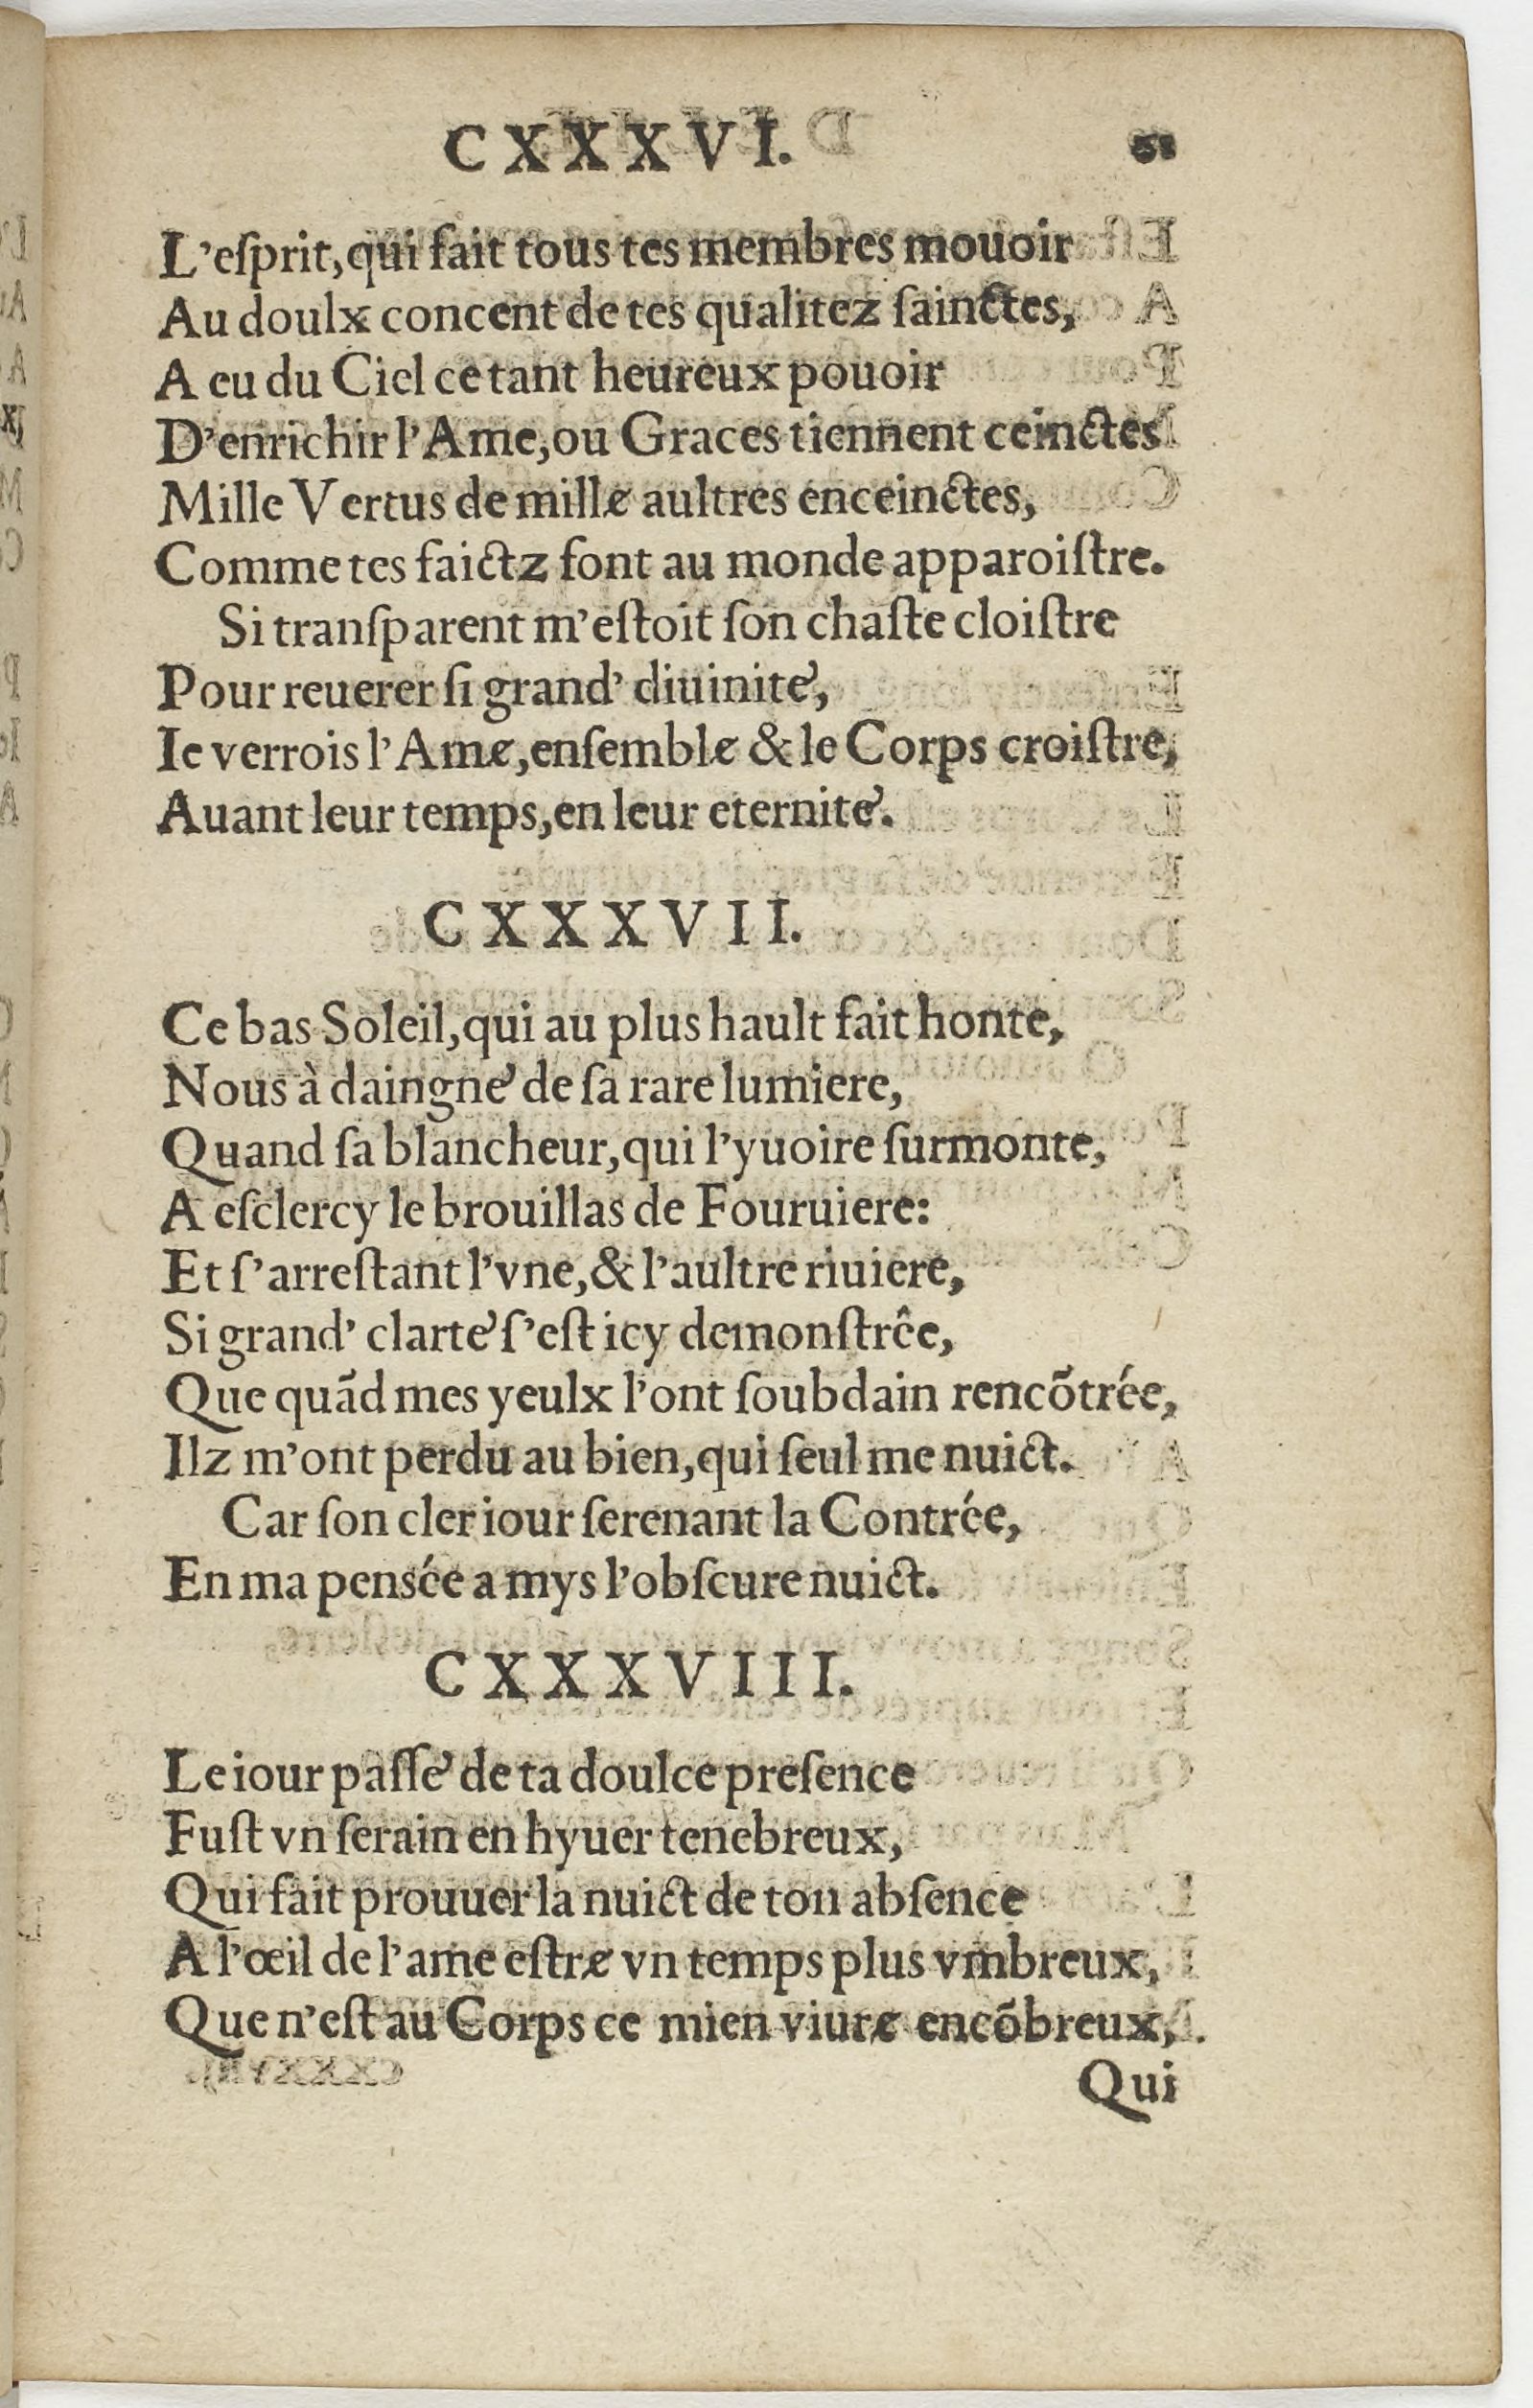 CXXXVI.
L’eſprit, qui fait tous tes membres mouoir
Au doulx concent de tes qualitez ſainctes,
A eu du Ciel ce tant heureux pouoir
D’enrichir l’Ame, ou Graces tiennent ceinctes
Mille Vertus de mille aultres enceinctes,
Comme tes faictz font au monde apparoiſtre.
Si tranſparent m’eſtoit ſon chaſte cloiſtre
Pour reuerer ſi grand’ diuinité,
Ie verrois l’Ame, enſemble & le Corps croiſtre,
Auant leur temps, en leur eternité.
CXXXVII.
Ce bas Soleil, qui au plus hault fait honte,
Nous à daingné de ſa rare lumiere,
Quand ſa blancheur, qui l’yuoire ſurmonte,
A eſclercy le brouillas de Fouruiere:
Et ſ’arreſtant l’vne, & l’aultre riuiere,
Si grand’ clarté ſ’eſt icy demonſtrêe,
Que quãd mes yeulx l’ont ſoubdain rencõtrée,
Ilz m’ont perdu au bien, qui ſeul me nuict.
Car ſon cler iour ſerenant la Contrée,
En ma pensée a mys l’obſcure nuict.
CXXXVIII.
Le iour paſſé de ta doulce preſence
Fuſt vn ſerain en hyuer tenebreux,
Qui fait prouuer la nuict de ton abſence
A l’œil de l’ame eſtre vn temps plus vmbreux,
Que n’eſt au Corps ce mien viure encõbreux,
Qui